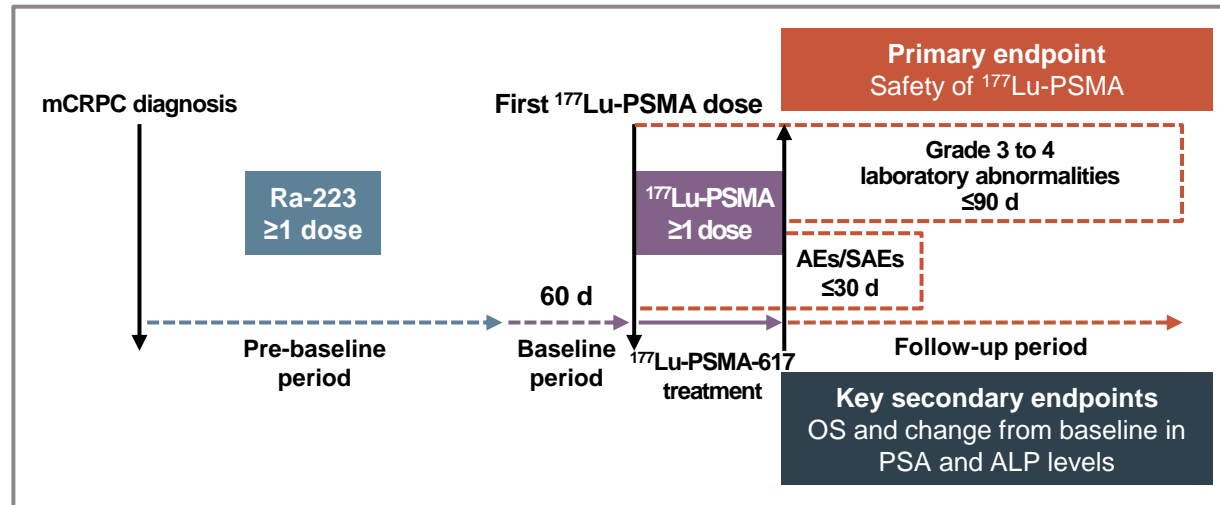 Primary endpoint
Safety of ¹⁷⁷Lu-PSMA
mCRPC diagnosis
First ¹⁷⁷Lu-PSMA dose
Grade 3 to 4
laboratory abnormalities
≤90 d
Ra-223
≥1 dose
¹⁷⁷Lu-PSMA
≥1 dose
AEs/SAEs
≤30 d
60 d
Pre-baseline
period
Baseline
period
¹⁷⁷Lu-PSMA-617
treatment
Follow-up period
Key secondary endpoints
OS and change from baseline in
PSA and ALP levels